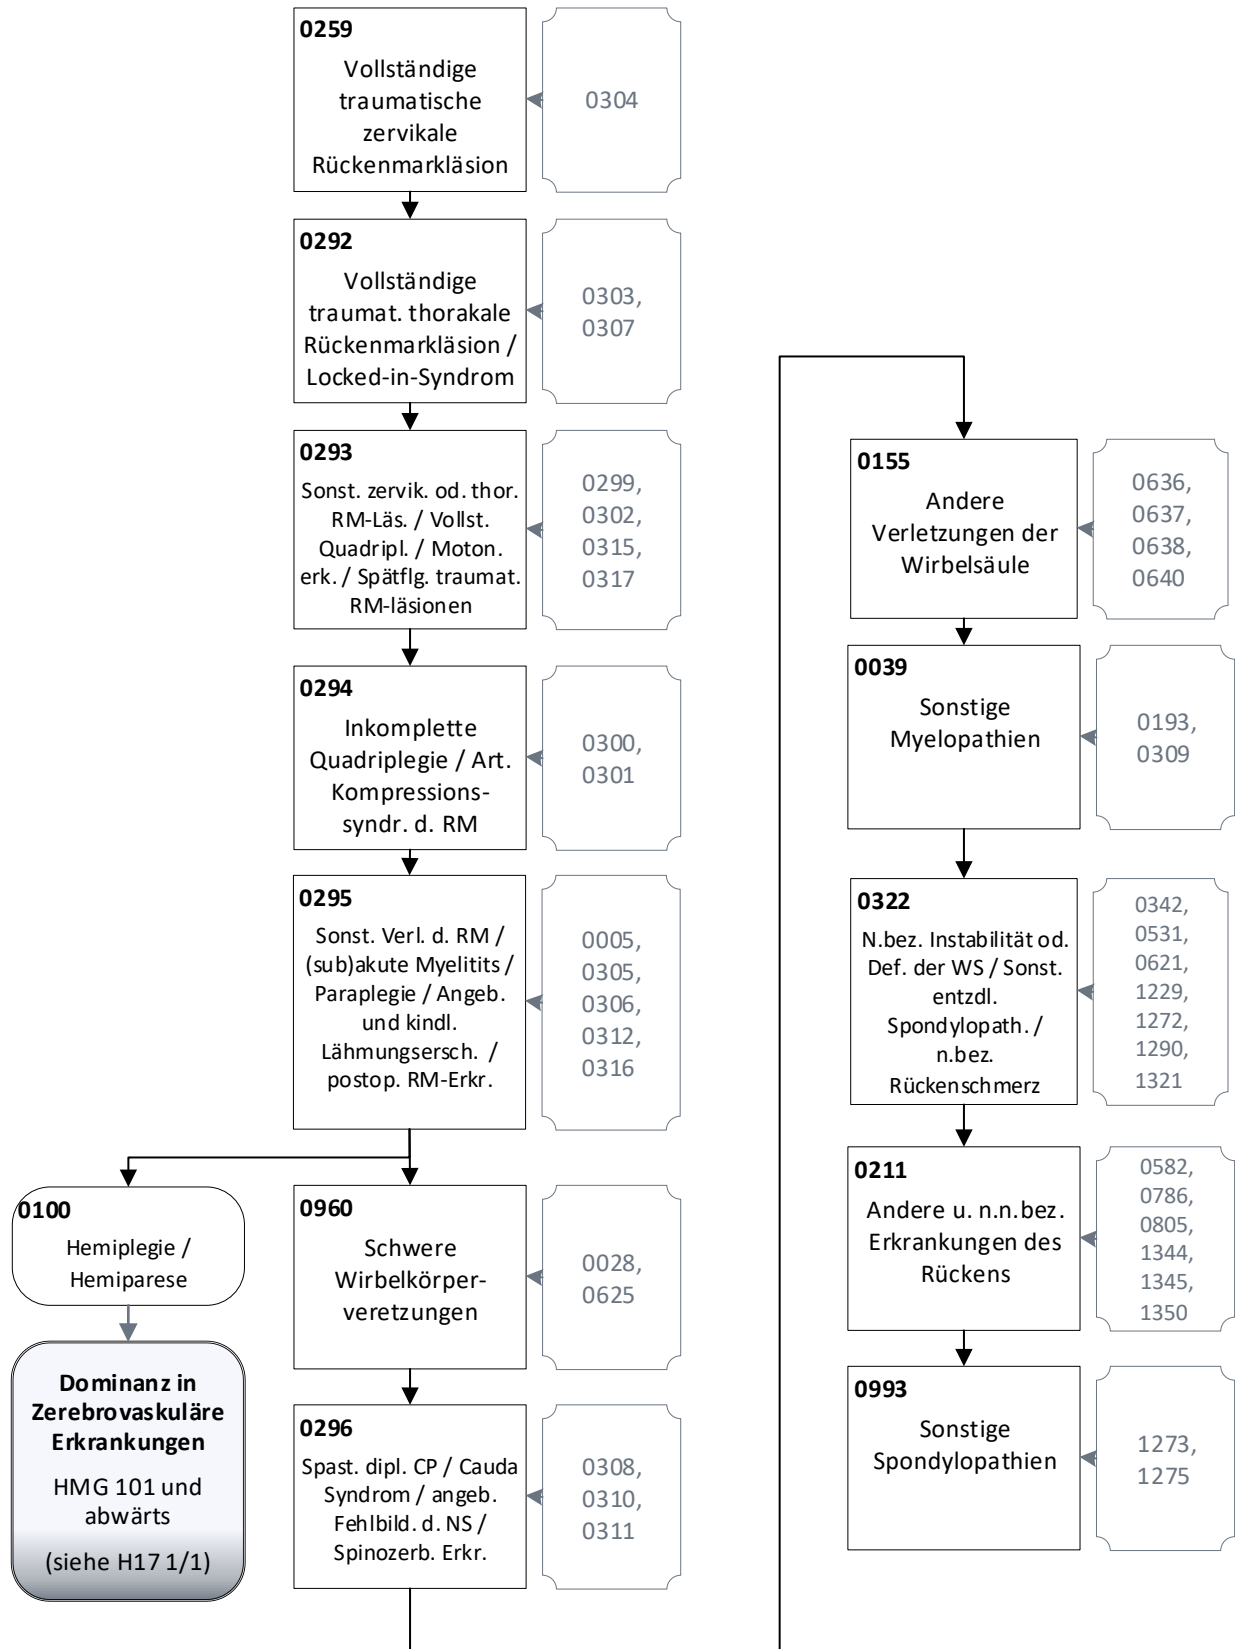 0259
Vollständige
traumatische
zervikale
Rückenmarkläsion
0304
0292
Vollständige
traumat. thorakale
Rückenmarkläsion /
Locked-in-Syndrom
0303,
0307
0293
Sonst. zervik. od. thor.
RM-Läs. / Vollst.
Quadripl. / Moton.
erk. / Spätflg. traumat.
RM-läsionen
0299,
0302,
0315,
0317
0294
Inkomplette
Quadriplegie / Art.
Kompressions-
syndr. d. RM
0300,
0301
0295
Sonst. Verl. d. RM /
(sub)akute Myelitits /
Paraplegie / Angeb.
und kindl.
Lähmungsersch. /
postop. RM-Erkr.
0005,
0305,
0306,
0312,
0316
0100
Hemiplegie /
Hemiparese
Dominanz in
Zerebrovaskuläre
Erkrankungen
HMG 101 und
abwärts
(siehe H17 1/1)
0960
Schwere
Wirbelkörper-
veretzungen
0028,
0625
0296
Spast. dipl. CP / Cauda
Syndrom / angeb.
Fehlbild. d. NS /
Spinozerb. Erkr.
0308,
0310,
0311
0155
Andere
Verletzungen der
Wirbelsäule
0636,
0637,
0638,
0640
0039
Sonstige
Myelopathien
0193,
0309
0322
N.bez. Instabilität od.
Def. der WS / Sonst.
entzdl.
Spondylopath. /
n.bez.
Rückenschmerz
0342,
0531,
0621,
1229,
1272,
1290,
1321
0211
Andere u. n.n.bez.
Erkrankungen des
Rückens
0582,
0786,
0805,
1344,
1345,
1350
0993
Sonstige
Spondylopathien
1273,
1275